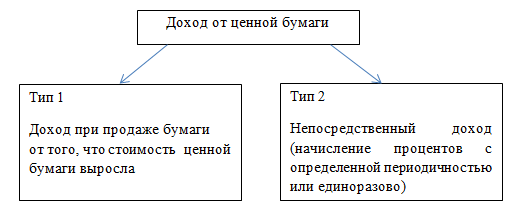 Доход от ценной бумаги
Тип 1
Доход при продаже бумаги
от того, что стоимость ценной
бумаги выросла
Тип 2
Непосредственный доход
(начисление процентов с
определенной периодичностью
или единоразово)